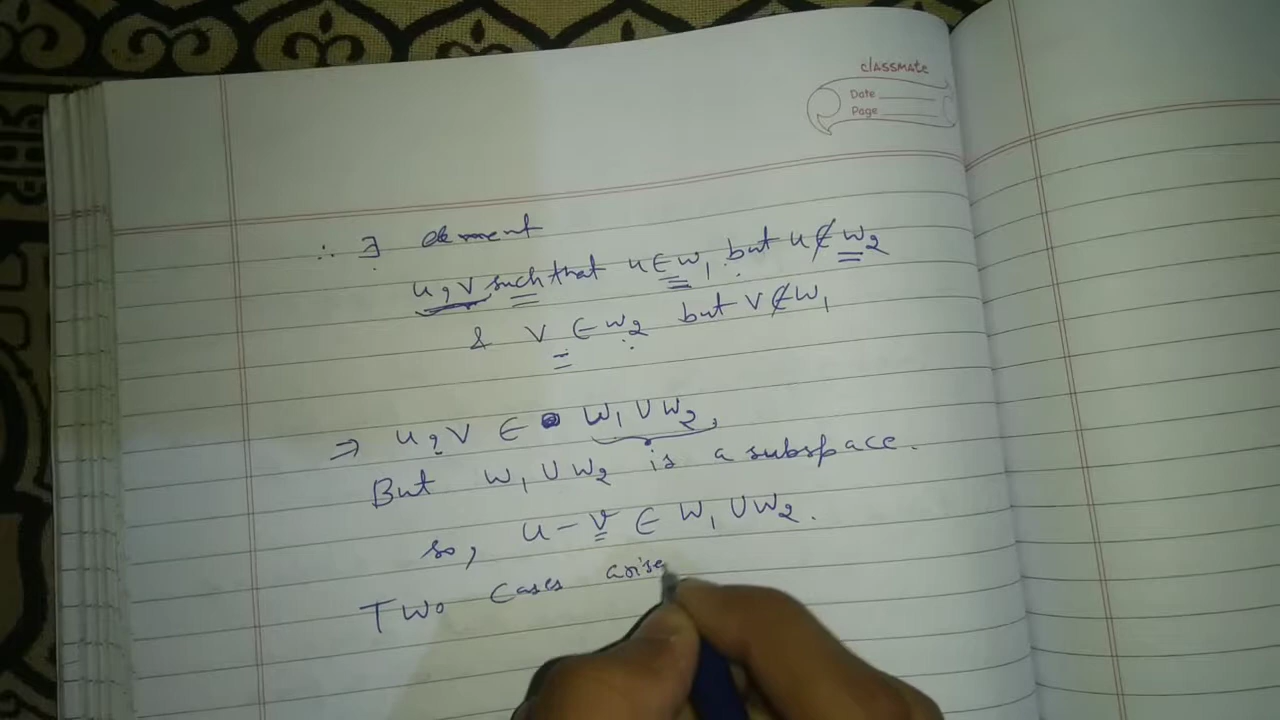 classmate
Date
Page
∴ ∃ element
u, v such that u ∈ W₁ but u ∉ W₂
& v ∈ W₂ but v ∉ W₁
⇒ u, v ∈ W₁ ∪ W₂,
But W₁ ∪ W₂ is a subspace.
so, u - v ∈ W₁ ∪ W₂.
Two Cases arise